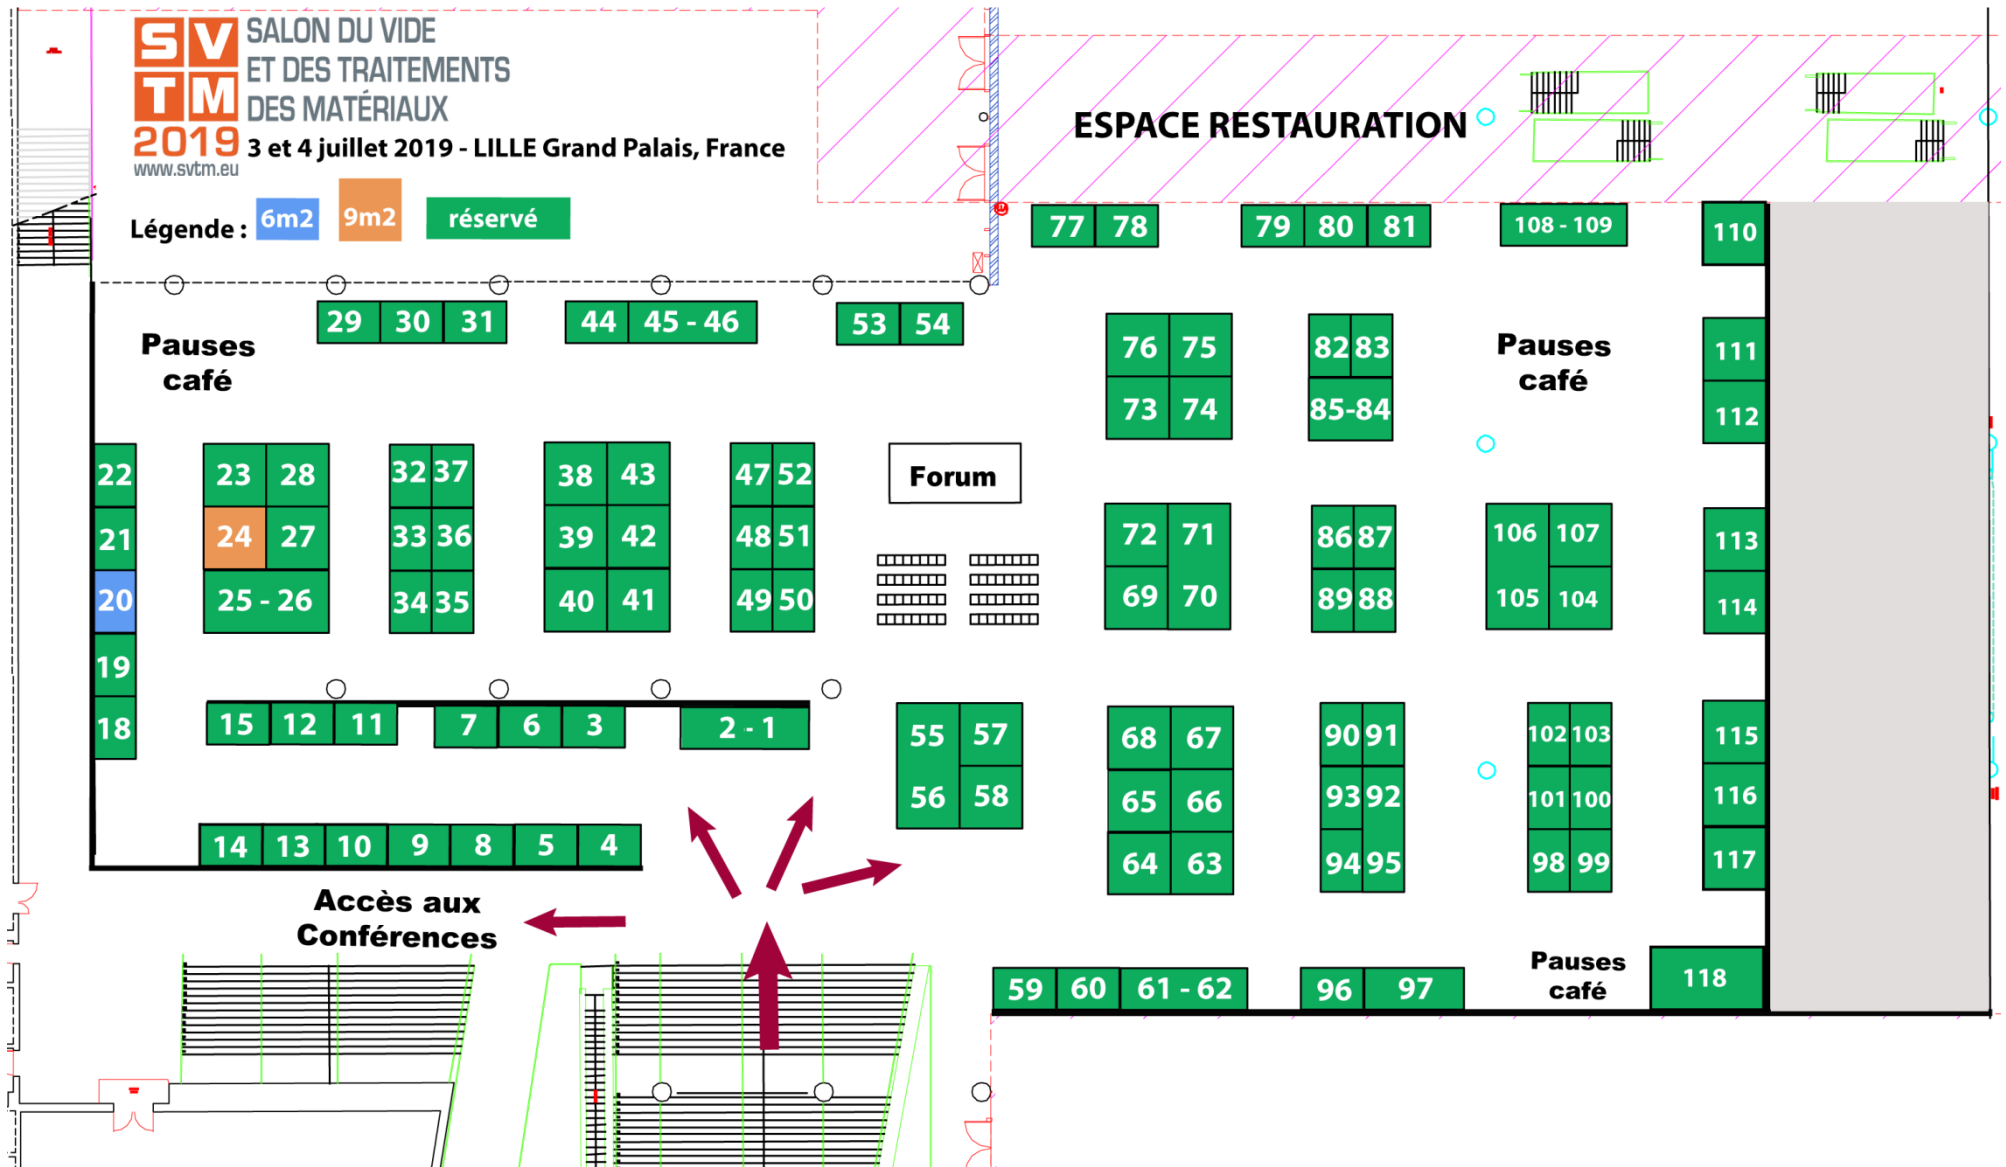 SV
TM
2019
www.svtm.eu
SALON DU VIDE
ET DES TRAITEMENTS
DES MATÉRIAUX
3 et 4 juillet 2019 - LILLE Grand Palais, France
Légende : 6m2 9m2 réservé
ESPACE RESTAURATION
77 78 79 80 81 108 - 109 110
29 30 31 44 45 - 46 53 54
Pauses
café
76 75 82 83
73 74 85-84
Pauses
café
111
112
22 23 28 32 37 38 43 47 52
Forum
21 24 27 33 36 39 42 48 51
20 25 - 26 34 35 40 41 49 50
19
18
72 71 86 87 106 107 113
69 70 89 88 105 104 114
15 12 11 7 6 3 2 - 1
55 57 68 67 90 91 102 103 115
56 58 65 66 93 92 101 100 116
64 63 94 95 98 99 117
14 13 10 9 8 5 4
Accès aux
Conférences
59 60 61 - 62 96 97
Pauses
café
118